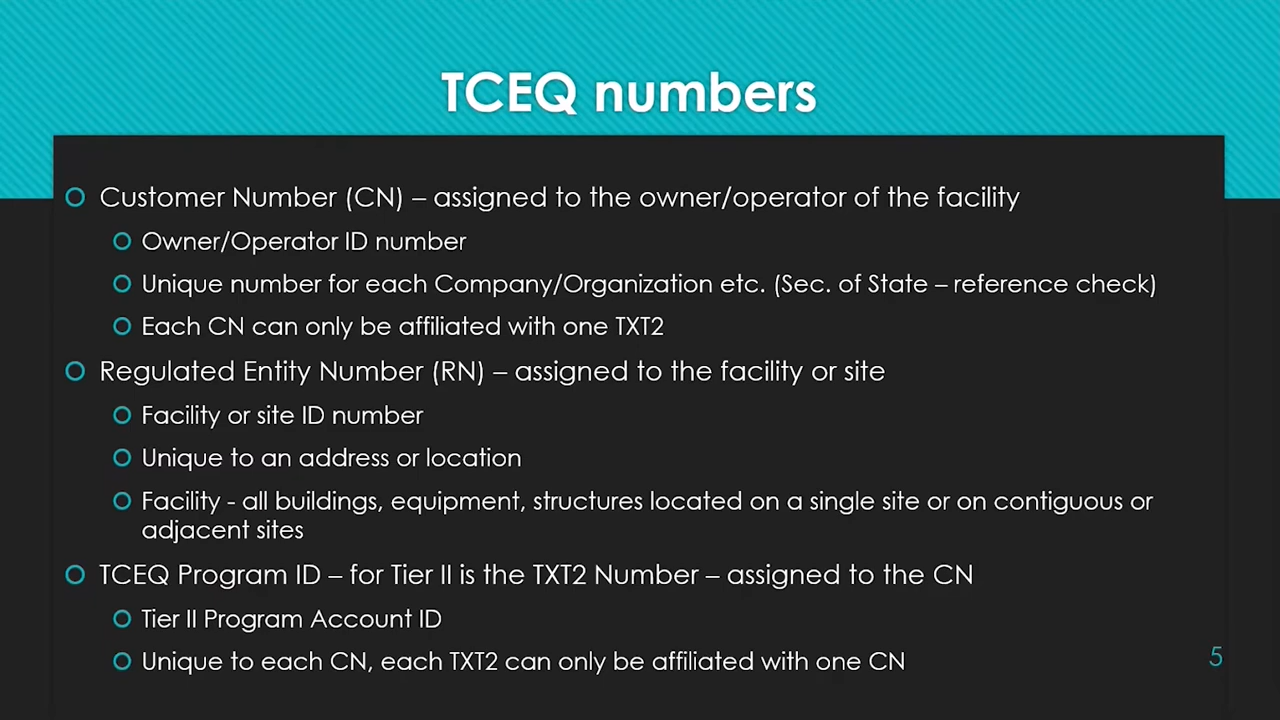 TCEQ numbers
Customer Number (CN) – assigned to the owner/operator of the facility
Owner/Operator ID number
Unique number for each Company/Organization etc. (Sec. of State – reference check)
Each CN can only be affiliated with one TXT2
Regulated Entity Number (RN) – assigned to the facility or site
Facility or site ID number
Unique to an address or location
Facility - all buildings, equipment, structures located on a single site or on contiguous or
adjacent sites
TCEQ Program ID – for Tier II is the TXT2 Number – assigned to the CN
Tier II Program Account ID
Unique to each CN, each TXT2 can only be affiliated with one CN
5